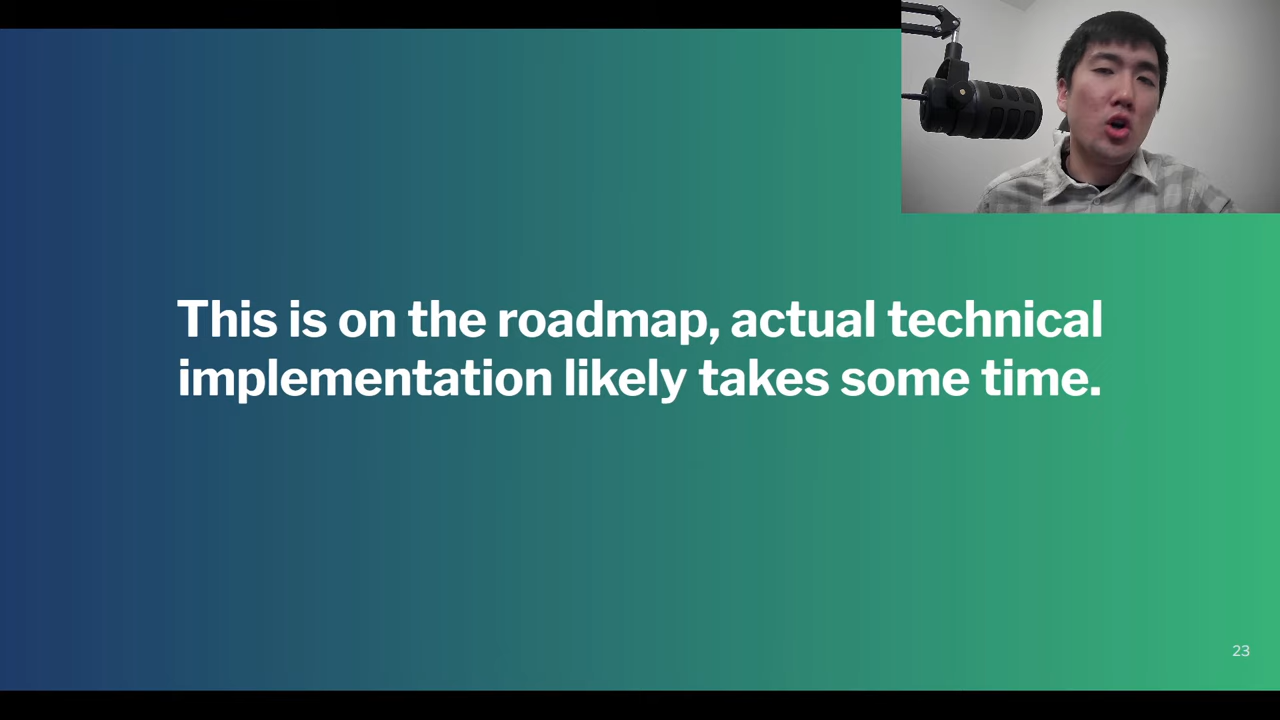 This is on the roadmap, actual technical
implementation likely takes some time.
23